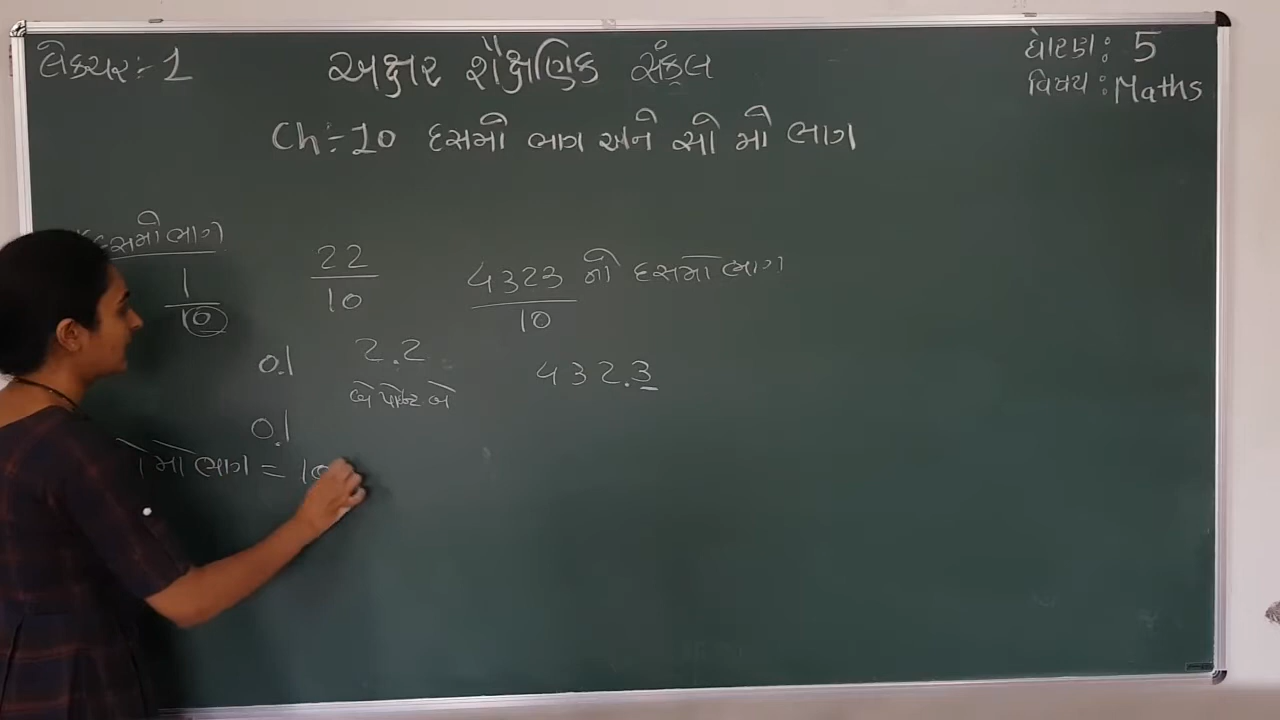 લેક્ચર:- 1
અક્ષર શૈક્ષણિક સંકુલ
ધોરણ: 5
વિષય: Maths
Ch:-10 દસમો ભાગ અને સો મો ભાગ
દસમો ભાગ
1/10
22/10
4323/10 નો દસમો ભાગ
0.1
2.2
432.3
બે પોઈન્ટ બે
0.1
મો ભાગ = 10